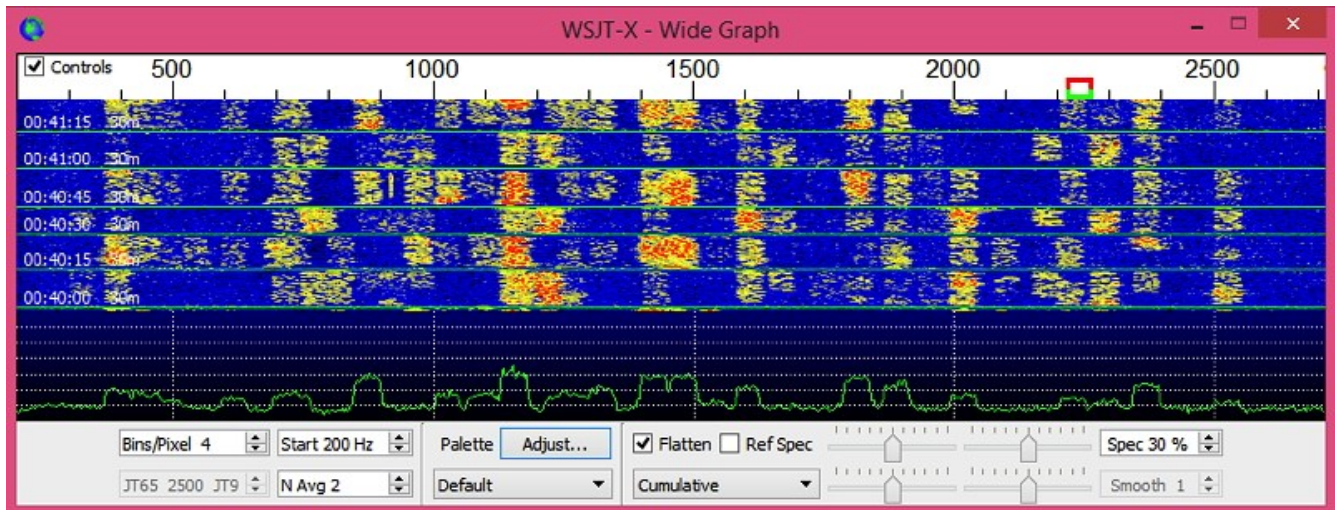 WSJT-X - Wide Graph
Controls 500 1000 1500 2000 2500
00:41:15 30m
00:41:00 30m
00:40:45 30m
00:40:30 30m
00:40:15 30m
00:40:00 30m
Bins/Pixel 4 Start 200 Hz Palette Adjust... Flatten Ref Spec Spec 30 %
JT65 2500 JT9 N Avg 2 Default Cumulative Smooth 1